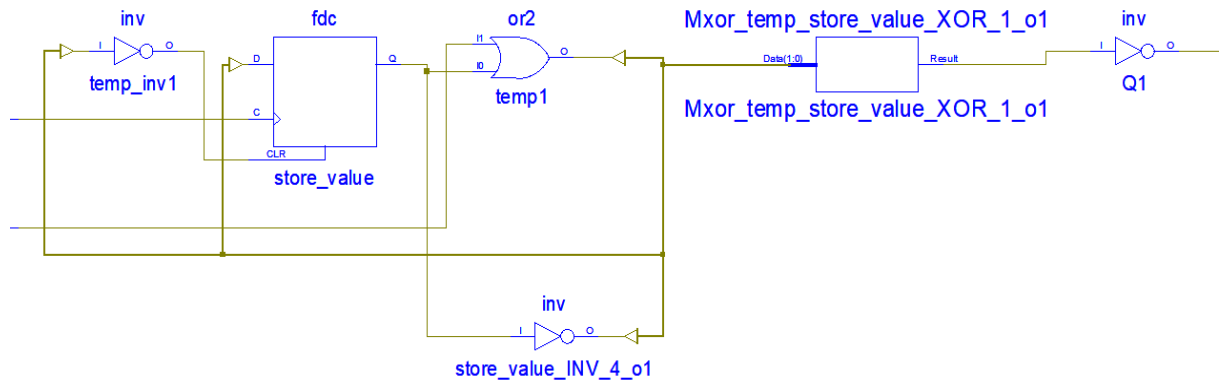 inv
fdc
or2
Mxor_temp_store_value_XOR_1_o1
inv
I
O
temp_inv1
D
Q
C
CLR
store_value
I1
I0
O
temp1
Data(1:0)
Result
Mxor_temp_store_value_XOR_1_o1
I
O
Q1
inv
I
O
store_value_INV_4_o1